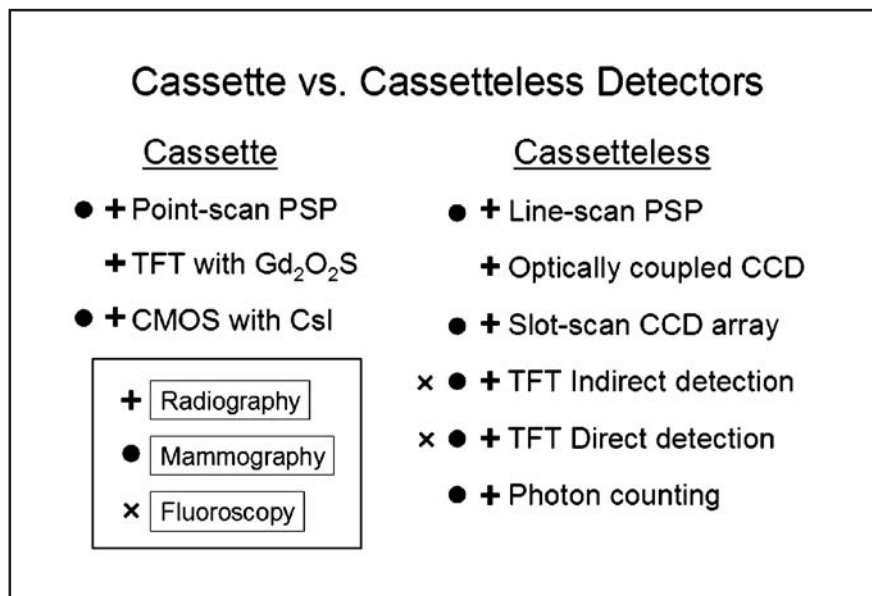 Cassette vs. Cassetteless Detectors
Cassette
● + Point-scan PSP
+ TFT with Gd₂O₂S
● + CMOS with CsI
+ Radiography
● Mammography
× Fluoroscopy
Cassetteless
● + Line-scan PSP
+ Optically coupled CCD
● + Slot-scan CCD array
× ● + TFT Indirect detection
× ● + TFT Direct detection
● + Photon counting